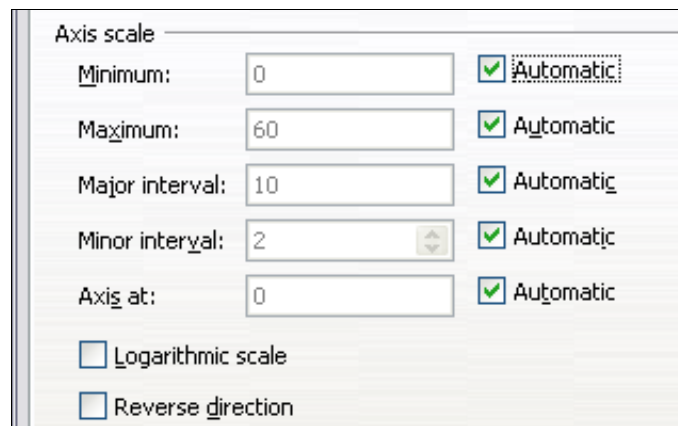 Axis scale
Minimum: 0 Automatic
Maximum: 60 Automatic
Major interval: 10 Automatic
Minor interval: 2 Automatic
Axis at: 0 Automatic
Logarithmic scale
Reverse direction